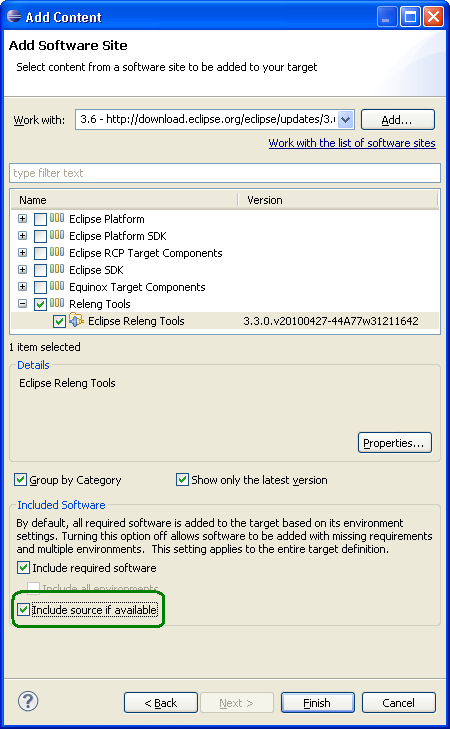 Add Content
Add Software Site
Select content from a software site to be added to your target
Work with:
3.6 - http://download.eclipse.org/eclipse/updates/3.
Add...
Work with the list of software sites
type filter text
Name Version
Eclipse Platform
Eclipse Platform SDK
Eclipse RCP Target Components
Eclipse SDK
Equinox Target Components
Releng Tools
Eclipse Releng Tools 3.3.0.v20100427-44A77w31211642
1 item selected
Details
Eclipse Releng Tools
Properties...
Group by Category Show only the latest version
Included Software
By default, all required software is added to the target based on its environment
settings. Turning this option off allows software to be added with missing requirements
and multiple environments. This setting applies to the entire target definition.
Include required software
Include all environments
Include source if available
?
< Back Next > Finish Cancel